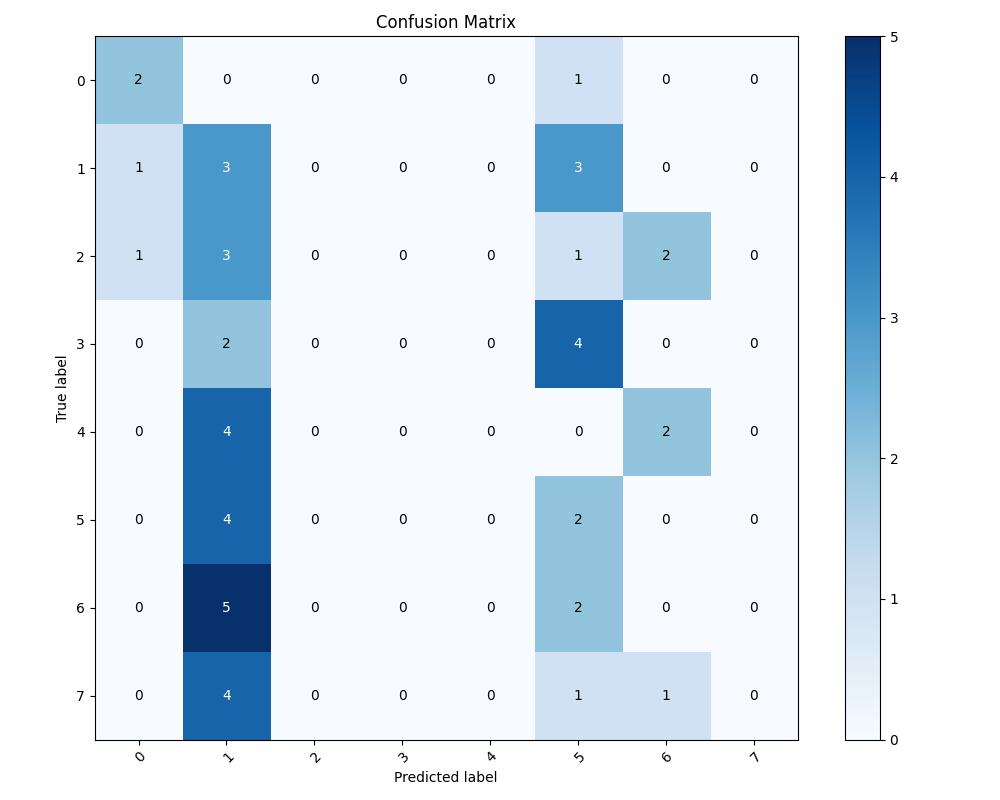 Confusion Matrix
0 2 0 0 0 0 1 0 0
1 1 3 0 0 0 3 0 0
2 1 3 0 0 0 1 2 0
3 0 2 0 0 0 4 0 0
4 0 4 0 0 0 0 2 0
5 0 4 0 0 0 2 0 0
6 0 5 0 0 0 2 0 0
7 0 4 0 0 0 1 1 0
0 1 2 3 4 5 6 7
True label
Predicted label
5
4
3
2
1
0